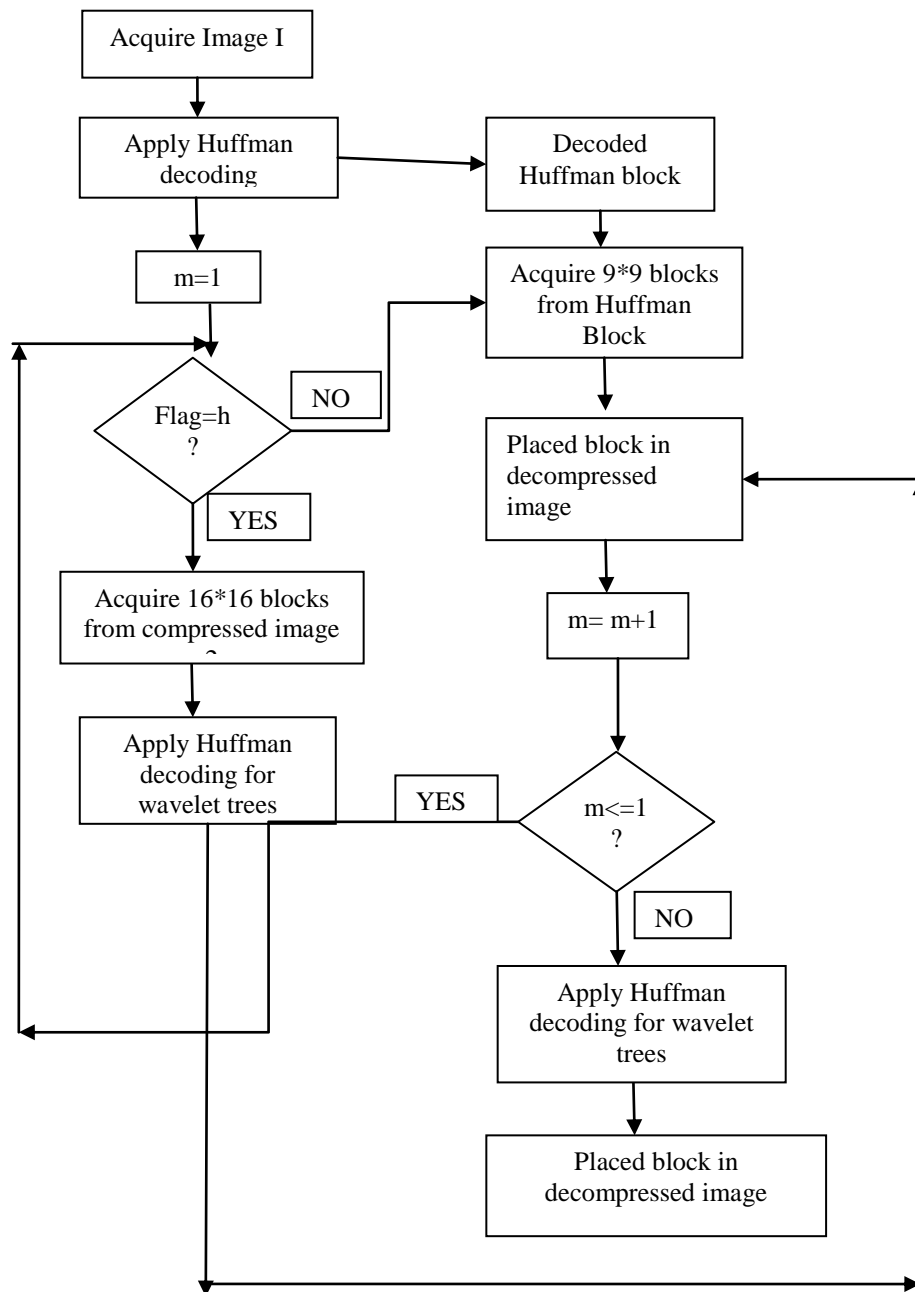 Acquire Image I
Apply Huffman
decoding
Decoded
Huffman block
m=1
Acquire 9*9 blocks
from Huffman
Block
Flag=h
?
NO
YES
Placed block in
decompressed
image
Acquire 16*16 blocks
from compressed image
m= m+1
Apply Huffman
decoding for
wavelet trees
YES
m<=1
?
NO
Apply Huffman
decoding for wavelet
trees
Placed block in
decompressed image